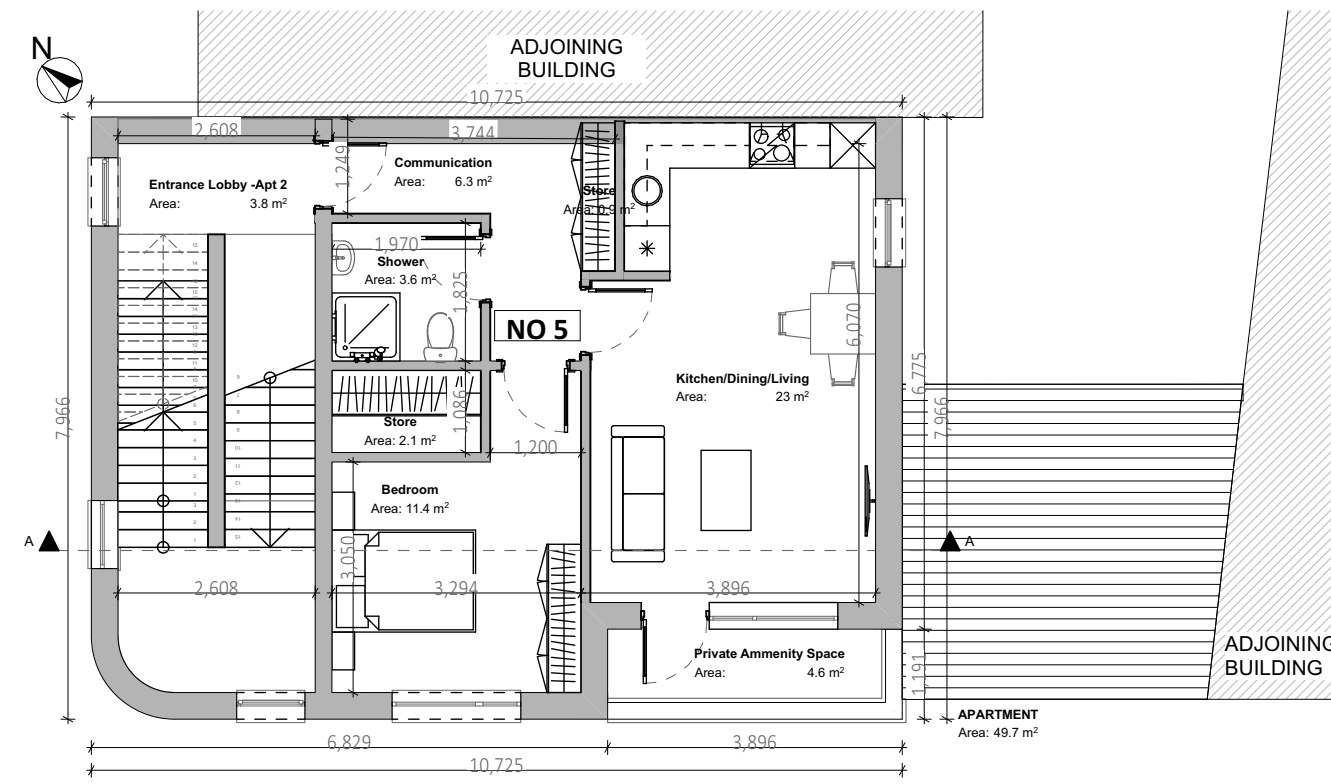 ADJOINING
BUILDING
N
10,725
2,608
3,744
1,249
Communication
Area: 6.3 m²
Entrance Lobby -Apt 2
Area: 3.8 m²
Store
Area: 0.9 m²
1,970
Shower
Area: 3.6 m²
1,825
NO 5
6,070
6,775
7,966
7,966
Kitchen/Dining/Living
Area: 23 m²
1,086
Store
Area: 2.1 m²
1,200
Bedroom
Area: 11.4 m²
A
A
3,050
2,608
3,294
3,896
Private Ammenity Space
Area: 4.6 m²
1,191
ADJOINING
BUILDING
APARTMENT
Area: 49.7 m²
6,829
3,896
10,725